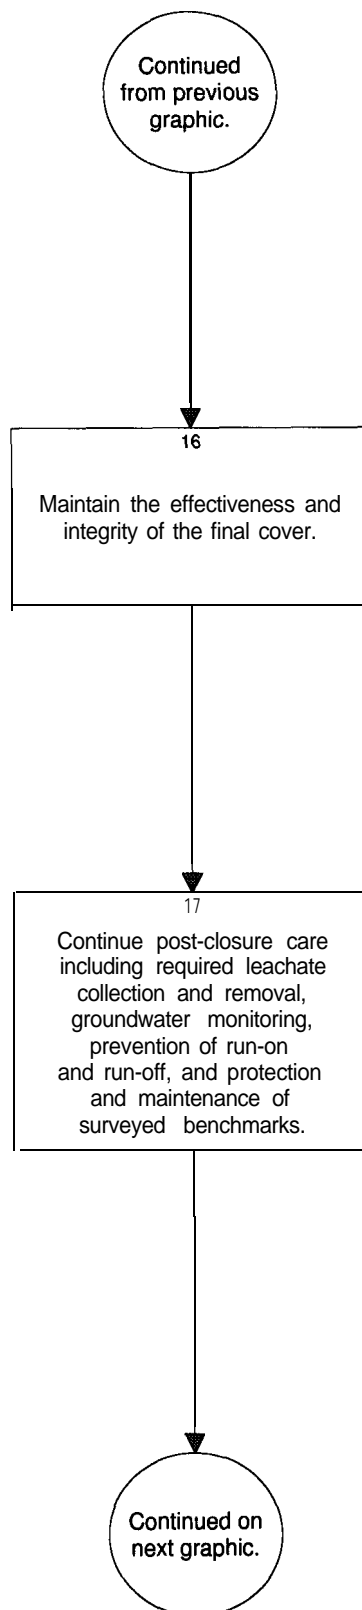 Continued
from previous
graphic.
16
Maintain the effectiveness and
integrity of the final cover.
17
Continue post-closure care
including required leachate
collection and removal,
groundwater monitoring,
prevention of run-on
and run-off, and protection
and maintenance of
surveyed benchmarks.
Continued on
next graphic.